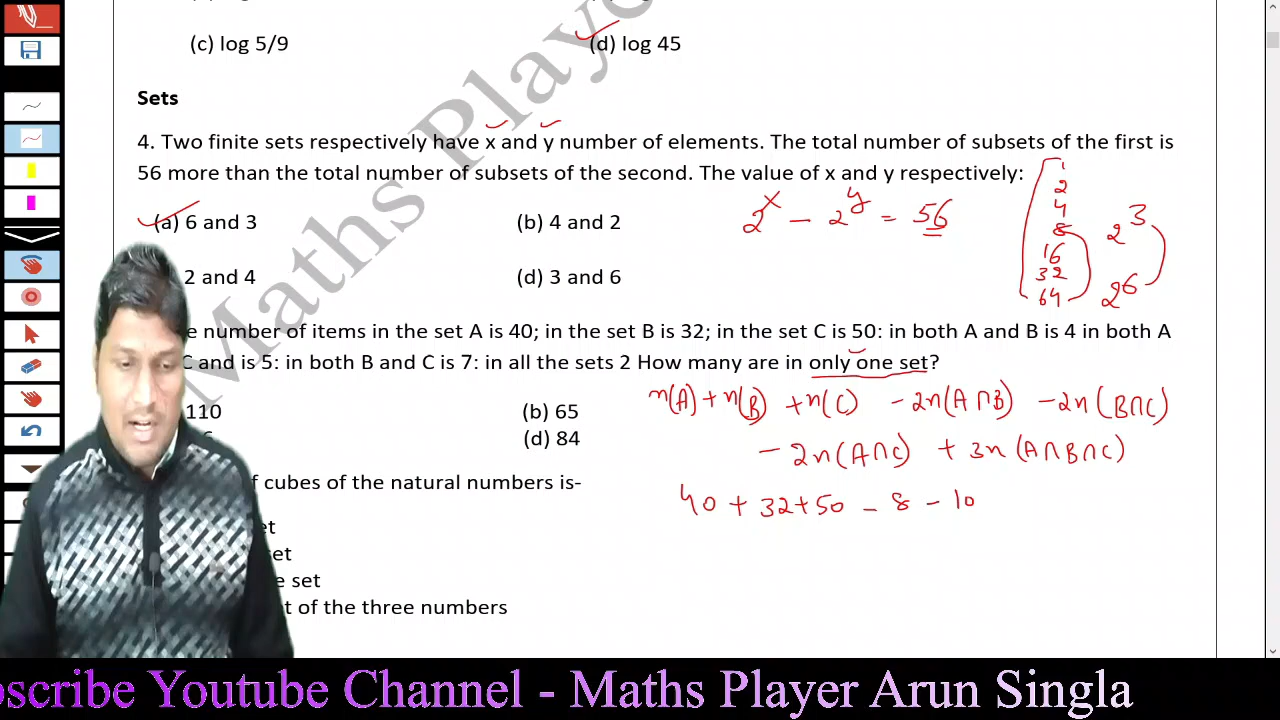 (c) log 5/9
(d) log 45
Sets
4. Two finite sets respectively have x and y number of elements. The total number of subsets of the first is
56 more than the total number of subsets of the second. The value of x and y respectively:
(a) 6 and 3
(b) 4 and 2
2 and 4
(d) 3 and 6
2^x - 2^y = 56
1
2
4
8
16
32
64
2^3
2^6
e number of items in the set A is 40; in the set B is 32; in the set C is 50: in both A and B is 4 in both A
C and is 5: in both B and C is 7: in all the sets 2 How many are in only one set?
110
(b) 65
(d) 84
n(A) + n(B) + n(C) - 2n(A∩B) - 2n(B∩C)
- 2n(A∩C) + 3n(A∩B∩C)
40 + 32 + 50 - 8 - 10
f cubes of the natural numbers is-
et
set
e set
t of the three numbers
Maths Playe
bscribe Youtube Channel - Maths Player Arun Singla